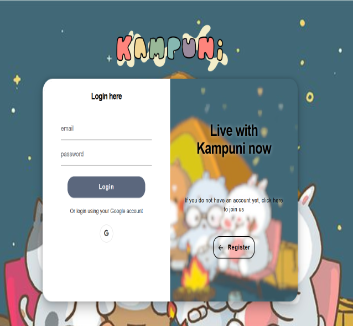 KAMPUNi
Login here
email
password
Login
Or login using your Google account
G
Live with
Kampuni now
If you do not have an account yet, click here
to join us
← Register